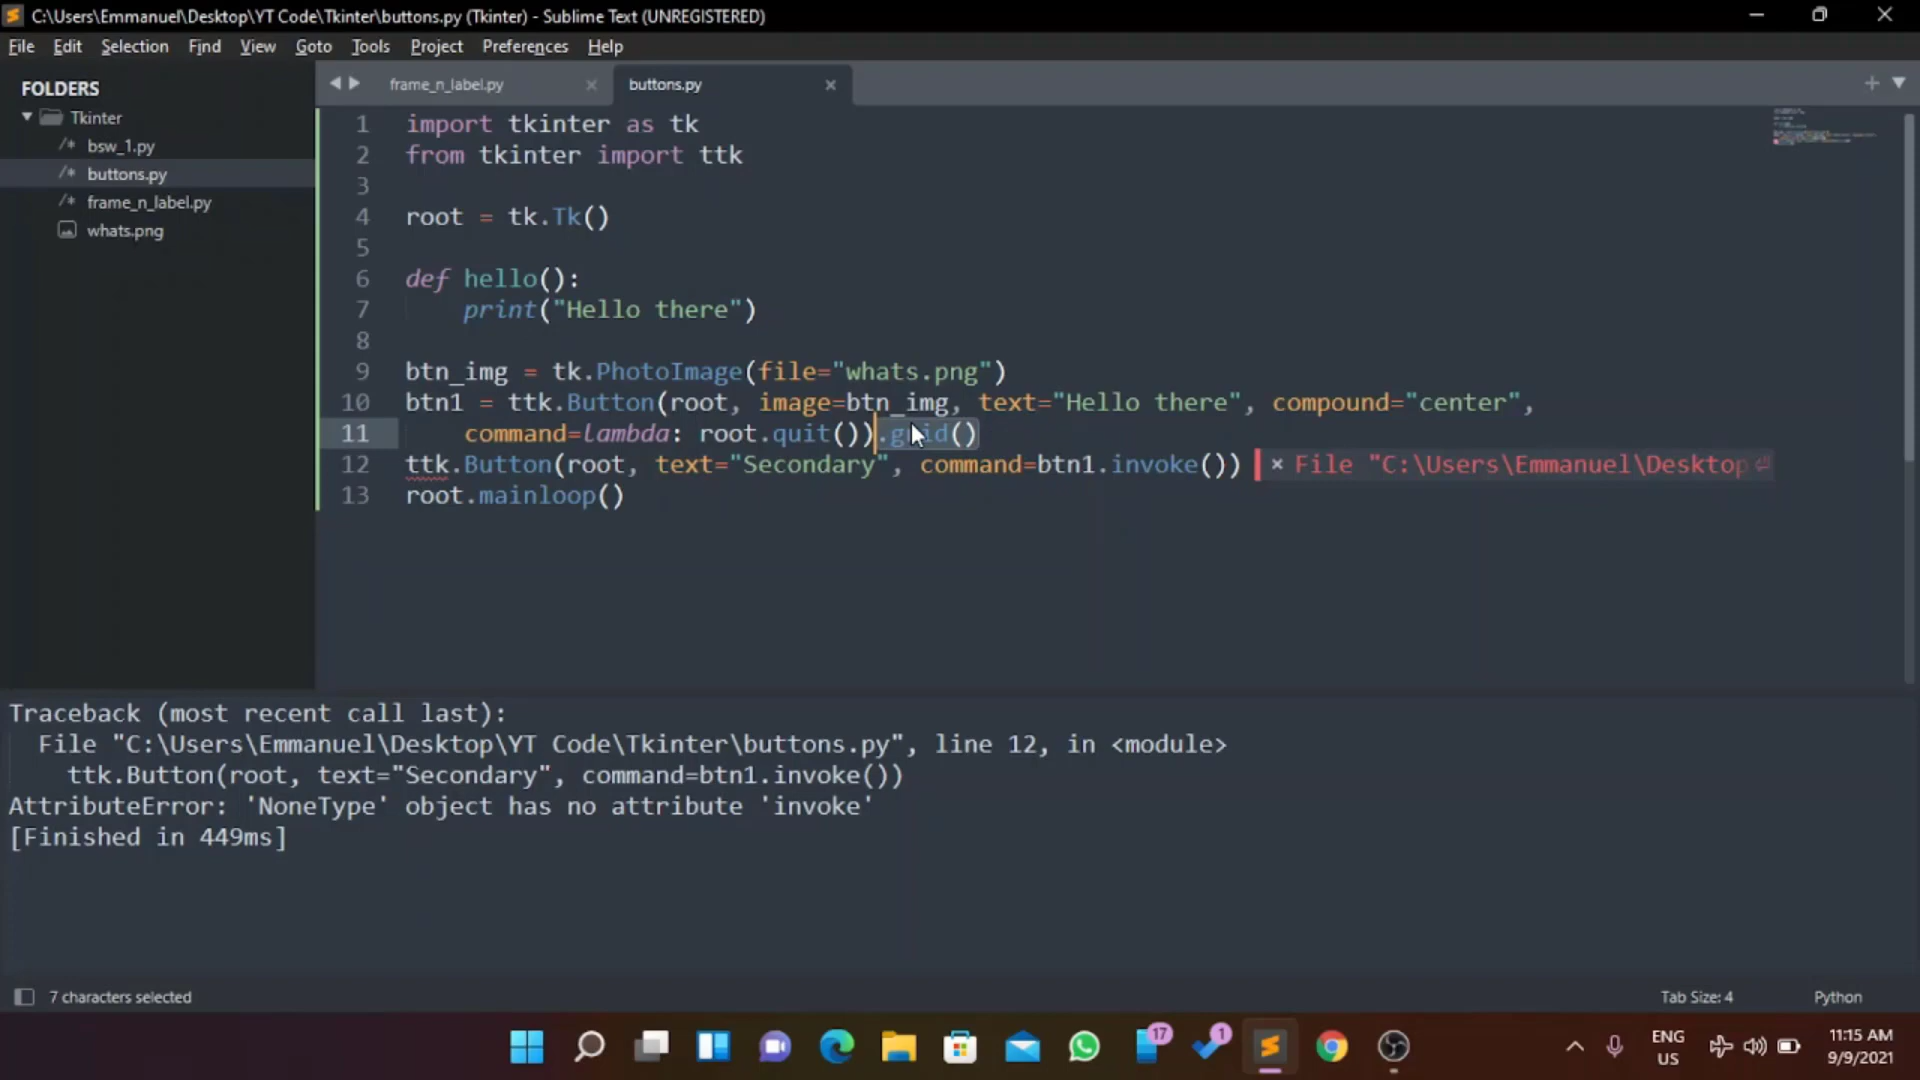 C:\Users\Emmanuel\Desktop\YT Code\Tkinter\buttons.py (Tkinter) - Sublime Text (UNREGISTERED)
File Edit Selection Find View Goto Tools Project Preferences Help
FOLDERS
Tkinter
/* bsw_1.py
/* buttons.py
/* frame_n_label.py
whats.png
frame_n_label.py × buttons.py ×
1 import tkinter as tk
2 from tkinter import ttk
3
4 root = tk.Tk()
5
6 def hello():
7 print("Hello there")
8
9 btn_img = tk.PhotoImage(file="whats.png")
10 btn1 = ttk.Button(root, image=btn_img, text="Hello there", compound="center",
11 command=lambda: root.quit()).grid()
12 ttk.Button(root, text="Secondary", command=btn1.invoke()) × File "C:\Users\Emmanuel\Desktop
13 root.mainloop()
Traceback (most recent call last):
File "C:\Users\Emmanuel\Desktop\YT Code\Tkinter\buttons.py", line 12, in <module>
ttk.Button(root, text="Secondary", command=btn1.invoke())
AttributeError: 'NoneType' object has no attribute 'invoke'
[Finished in 449ms]
7 characters selected
Tab Size: 4
Python
17
1
ENG
US
11:15 AM
9/9/2021